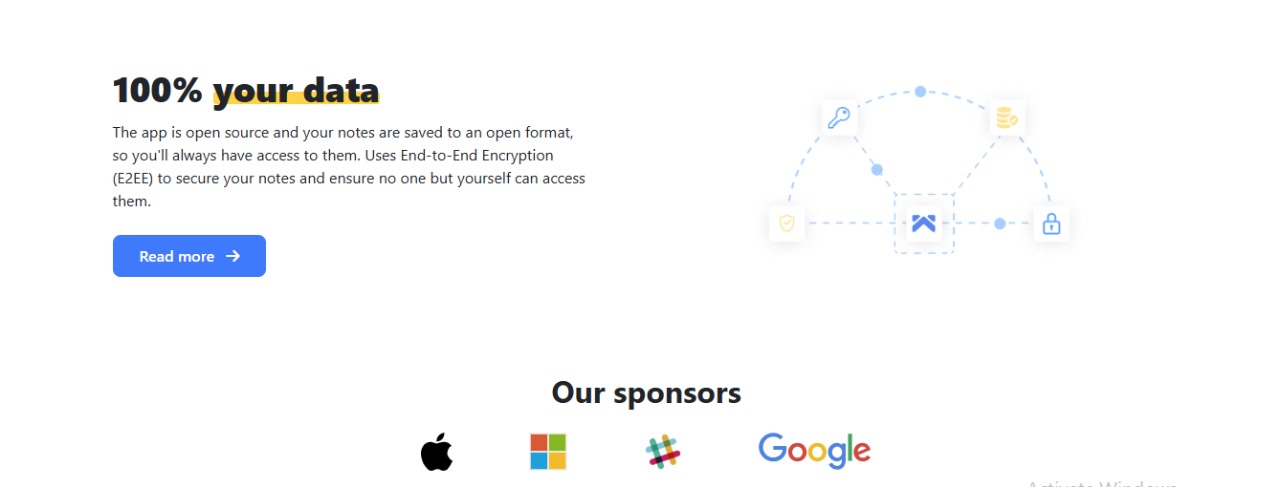 100% your data
The app is open source and your notes are saved to an open format,
so you'll always have access to them. Uses End-to-End Encryption
(E2EE) to secure your notes and ensure no one but yourself can access
them.
Read more
Our sponsors
Google
Activate Windows